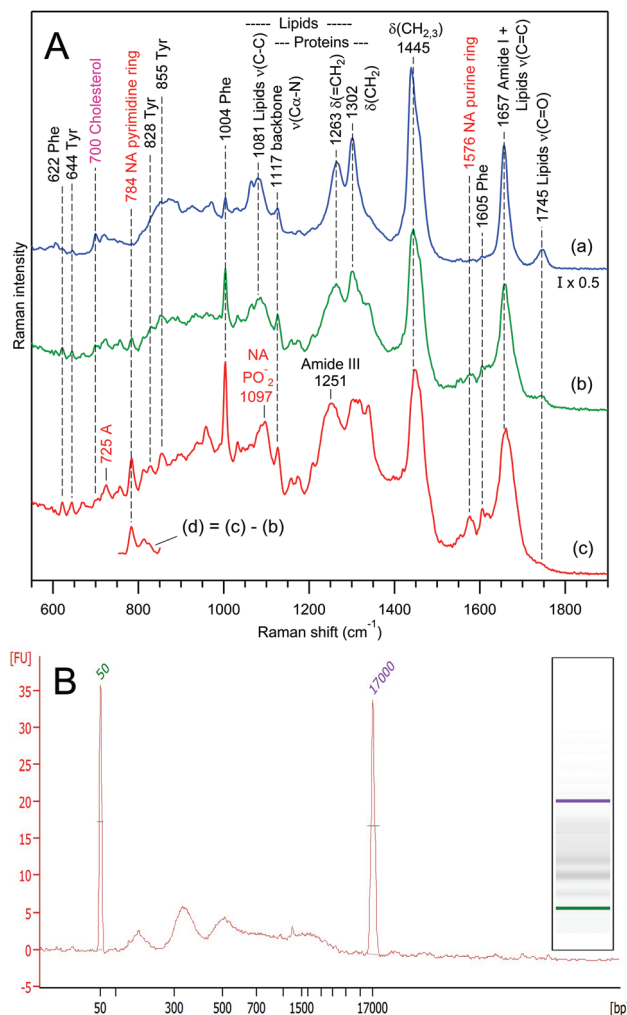 A
----- Lipids -----
--- Proteins ---
622 Phe
644 Tyr
700 Cholesterol
784 NA pyrimidine ring
828 Tyr
855 Tyr
1004 Phe
1081 Lipids ν(C-C)
1117 backbone
ν(Cα-N)
1263 δ(=CH2)
1302
δ(CH2)
δ(CH2,3)
1445
1576 NA purine ring
1605 Phe
1657 Amide I +
Lipids ν(C=C)
1745 Lipids ν(C=O)
(a)
I x 0.5
(b)
NA
PO2-
1097
Amide III
1251
725 A
(d) = (c) - (b)
(c)
Raman intensity
600 800 1000 1200 1400 1600 1800
Raman shift (cm-1)
B
[FU]
50
17000
35
30
25
20
15
10
5
0
-5
50 300 500 700 1500 17000 [bp]